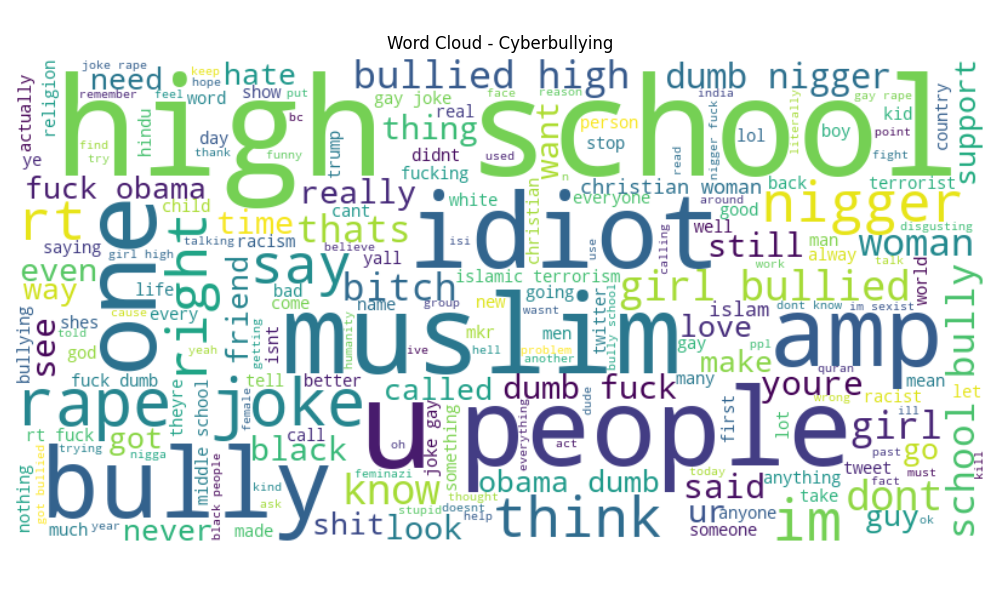 Word Cloud - Cyberbullying
high school
joke rape
need
hate
keep
hope
bullied high
dumb nigger
actually
religion
remember
feel
word
show
put
gay joke
face
reason
india
gay rape
country
support
find
try
hindu
day
thank
funny
bc
trump
real
thing
want
person
stop
nigger fuck
lol
literally
boy
kid
point
ye
didnt
used
read
fight
fucking
n
fuck obama
really
white
christian woman
back
terrorist
rt
one
child
time
cant
thats
idiot
christian
everyone
around
good
nigger
disgusting
saying
talking
racism
believe
yall
isi
use
calling
well
still
man
alway
woman
girl high
right
friend
say
work
talk
even
way
life
bad
come
bitch
islamic terrorism
going
girl bullied
world
cause
every
name
group
new
wasnt
twitter
bully school
islam
dont know
im sexist
bullying
see
shes
told
god
yeah
getting
isnt
humanity
muslim
mkr
men
love
amp
ive
hell
problem
another
gay
make
ppl
quran
school bully
fuck dumb
theyre
middle school
female
tell
better
called
dumb fuck
dude
many
youre
mean
let
rape joke
u
people
wrong
racist
ill
rt fuck
trying
got
nigga
call
black
oh
joke gay
something
everything
act
first
lot
girl
go
past
kill
nothing
got bullied
bully
black people
kind
feminazi
know
obama dumb
anything
tweet
fact
must
today
said
take
dont
ask
thought
think
stupid
doesnt
help
much
year
never
made
shit
look
ur
anyone
someone
im
guy
ok